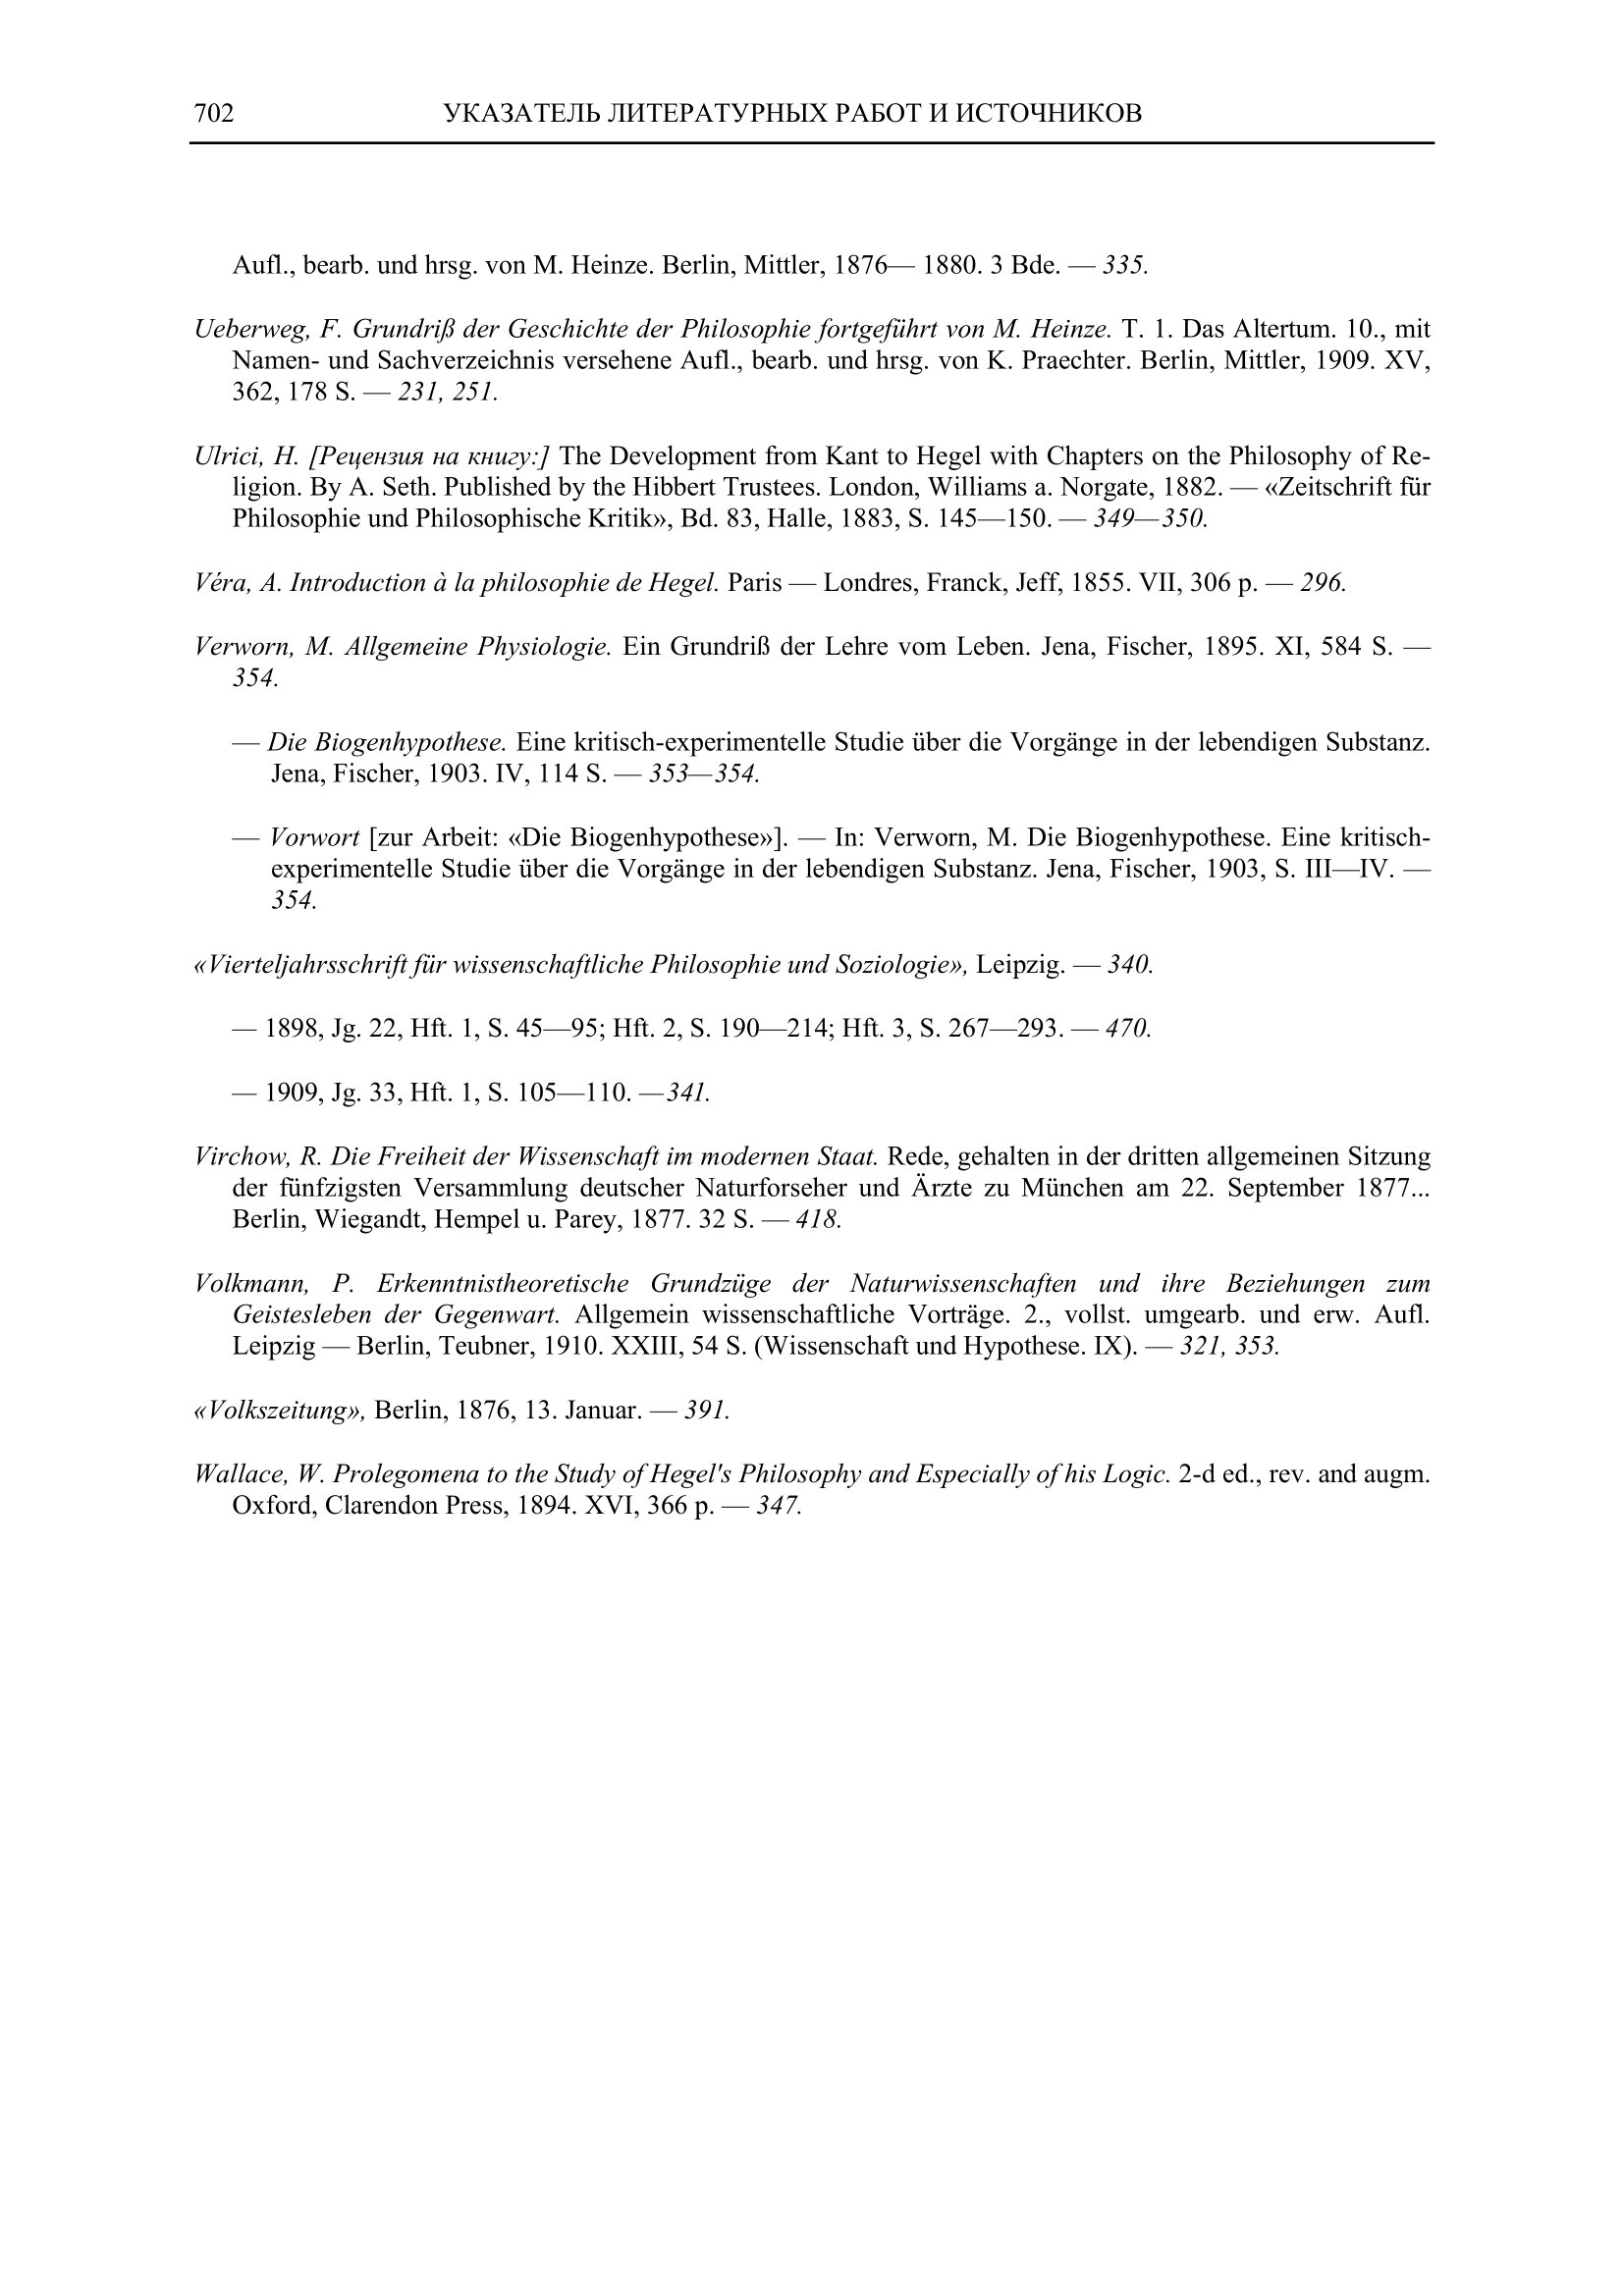 702 УКАЗАТЕЛЬ ЛИТЕРАТУРНЫХ РАБОТ И ИСТОЧНИКОВ
Aufl., bearb. und hrsg. von M. Heinze. Berlin, Mittler, 1876— 1880. 3 Bde. — 335.
Ueberweg, F. Grundriß der Geschichte der Philosophie fortgeführt von M. Heinze. T. 1. Das Altertum. 10., mit
Namen- und Sachverzeichnis versehene Aufl., bearb. und hrsg. von K. Praechter. Berlin, Mittler, 1909. XV,
362, 178 S. — 231, 251.
Ulrici, H. [Рецензия на книгу:] The Development from Kant to Hegel with Chapters on the Philosophy of Re-
ligion. By A. Seth. Published by the Hibbert Trustees. London, Williams a. Norgate, 1882. — «Zeitschrift für
Philosophie und Philosophische Kritik», Bd. 83, Halle, 1883, S. 145—150. — 349—350.
Véra, A. Introduction à la philosophie de Hegel. Paris — Londres, Franck, Jeff, 1855. VII, 306 p. — 296.
Verworn, M. Allgemeine Physiologie. Ein Grundriß der Lehre vom Leben. Jena, Fischer, 1895. XI, 584 S. —
354.
— Die Biogenhypothese. Eine kritisch-experimentelle Studie über die Vorgänge in der lebendigen Substanz.
Jena, Fischer, 1903. IV, 114 S. — 353—354.
— Vorwort [zur Arbeit: «Die Biogenhypothese»]. — In: Verworn, M. Die Biogenhypothese. Eine kritisch-
experimentelle Studie über die Vorgänge in der lebendigen Substanz. Jena, Fischer, 1903, S. III—IV. —
354.
«Vierteljahrsschrift für wissenschaftliche Philosophie und Soziologie», Leipzig. — 340.
— 1898, Jg. 22, Hft. 1, S. 45—95; Hft. 2, S. 190—214; Hft. 3, S. 267—293. — 470.
— 1909, Jg. 33, Hft. 1, S. 105—110. —341.
Virchow, R. Die Freiheit der Wissenschaft im modernen Staat. Rede, gehalten in der dritten allgemeinen Sitzung
der fünfzigsten Versammlung deutscher Naturforseher und Ärzte zu München am 22. September 1877...
Berlin, Wiegandt, Hempel u. Parey, 1877. 32 S. — 418.
Volkmann, P. Erkenntnistheoretische Grundzüge der Naturwissenschaften und ihre Beziehungen zum
Geistesleben der Gegenwart. Allgemein wissenschaftliche Vorträge. 2., vollst. umgearb. und erw. Aufl.
Leipzig — Berlin, Teubner, 1910. XXIII, 54 S. (Wissenschaft und Hypothese. IX). — 321, 353.
«Volkszeitung», Berlin, 1876, 13. Januar. — 391.
Wallace, W. Prolegomena to the Study of Hegel's Philosophy and Especially of his Logic. 2-d ed., rev. and augm.
Oxford, Clarendon Press, 1894. XVI, 366 p. — 347.